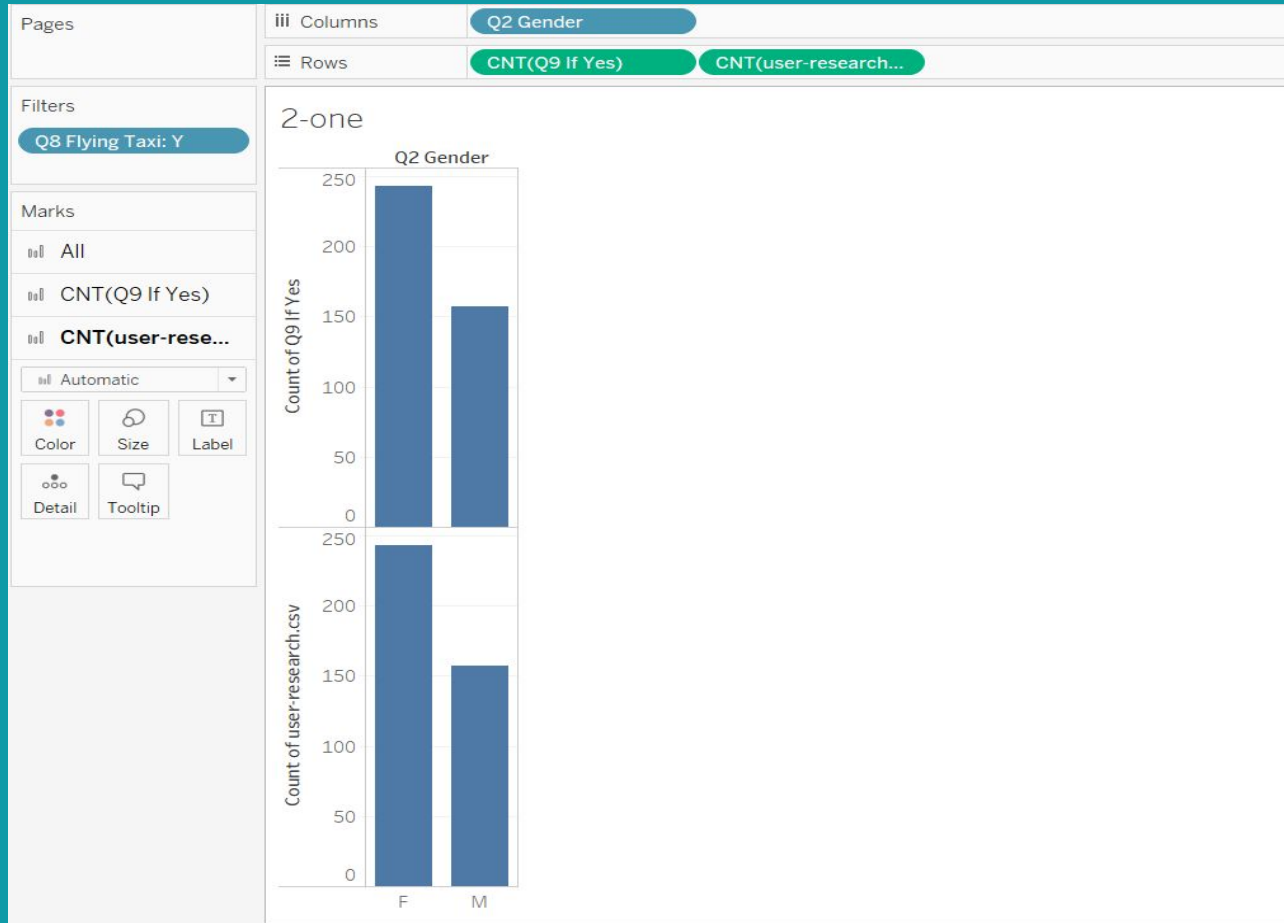 Pages
Columns
Q2 Gender
Rows
CNT(Q9 If Yes)
CNT(user-research...
Filters
Q8 Flying Taxi: Y
Marks
All
CNT(Q9 If Yes)
CNT(user-rese...
Automatic
Color
Size
Label
Detail
Tooltip
2-one
Q2 Gender
250
200
150
100
50
0
Count of Q9 If Yes
250
200
150
100
50
0
Count of user-research.csv
F
M